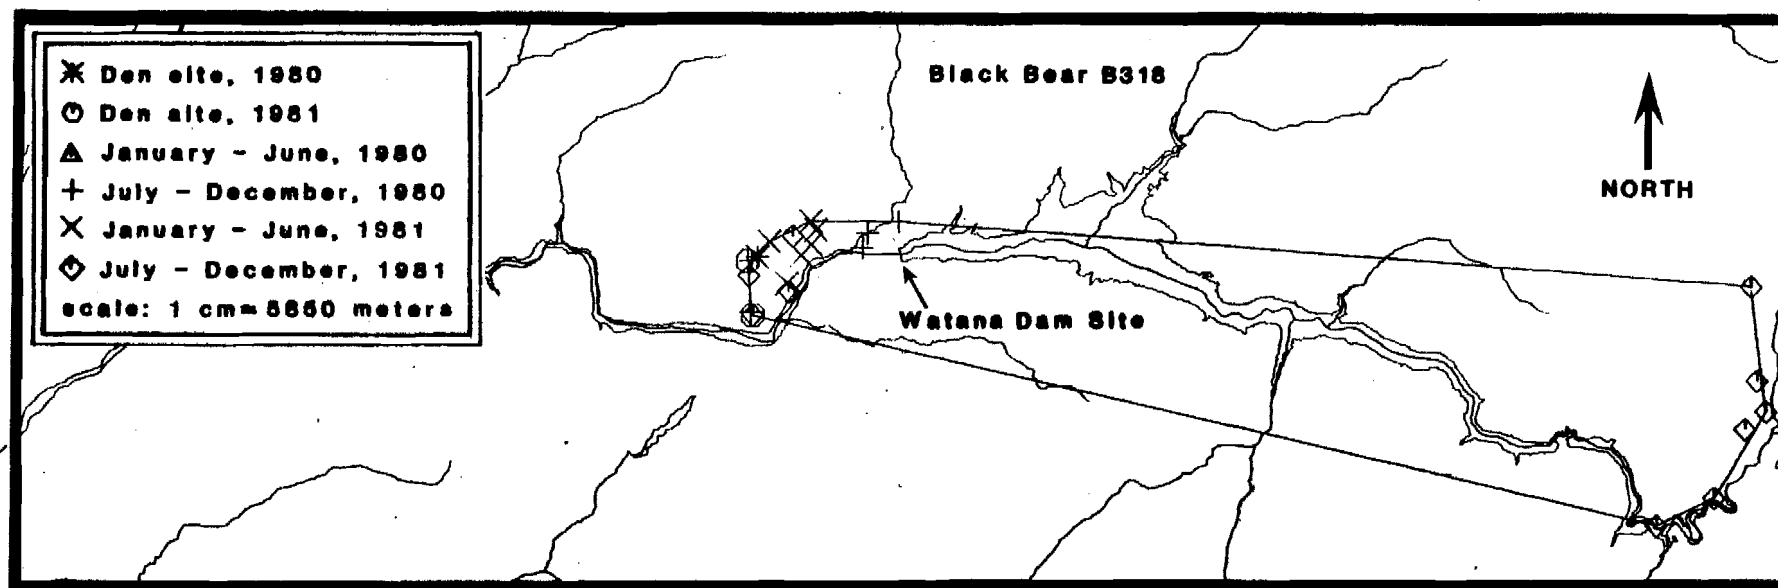 Den site, 1980
Den site, 1981
January - June, 1980
July - December, 1980
January - June, 1981
July - December, 1981
scale: 1 cm= 5850 meters
Black Bear B318
NORTH
Watana Dam Site